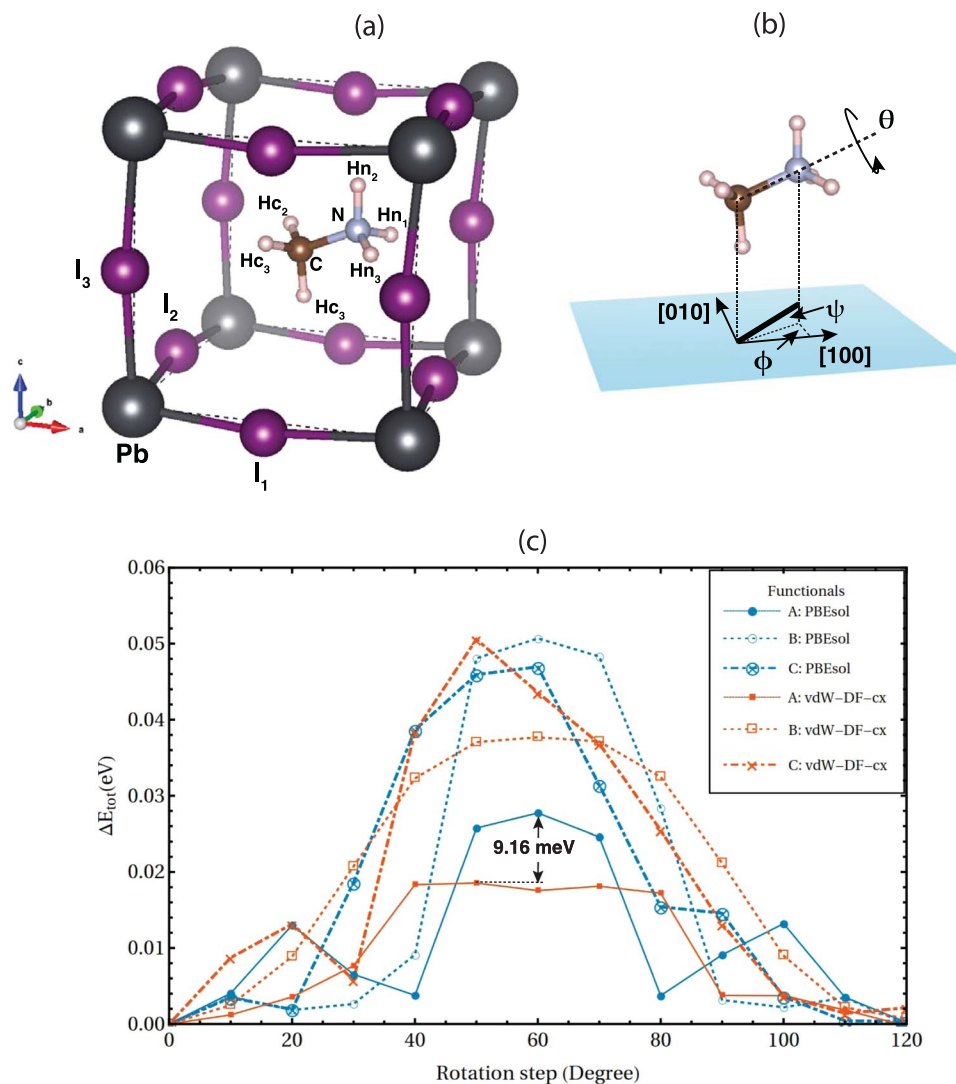 (a)
(b)
Hn2
N
Hn1
Hc2
Hc3
C
Hn3
Hc3
I3
I2
c
b
a
Pb
I1
θ
[010]
ψ
ϕ
[100]
(c)
0.06
0.05
0.04
0.03
0.02
0.01
0.00
ΔEtot(eV)
Functionals
A: PBEsol
B: PBEsol
C: PBEsol
A: vdW–DF–cx
B: vdW–DF–cx
C: vdW–DF–cx
9.16 meV
0 20 40 60 80 100 120
Rotation step (Degree)